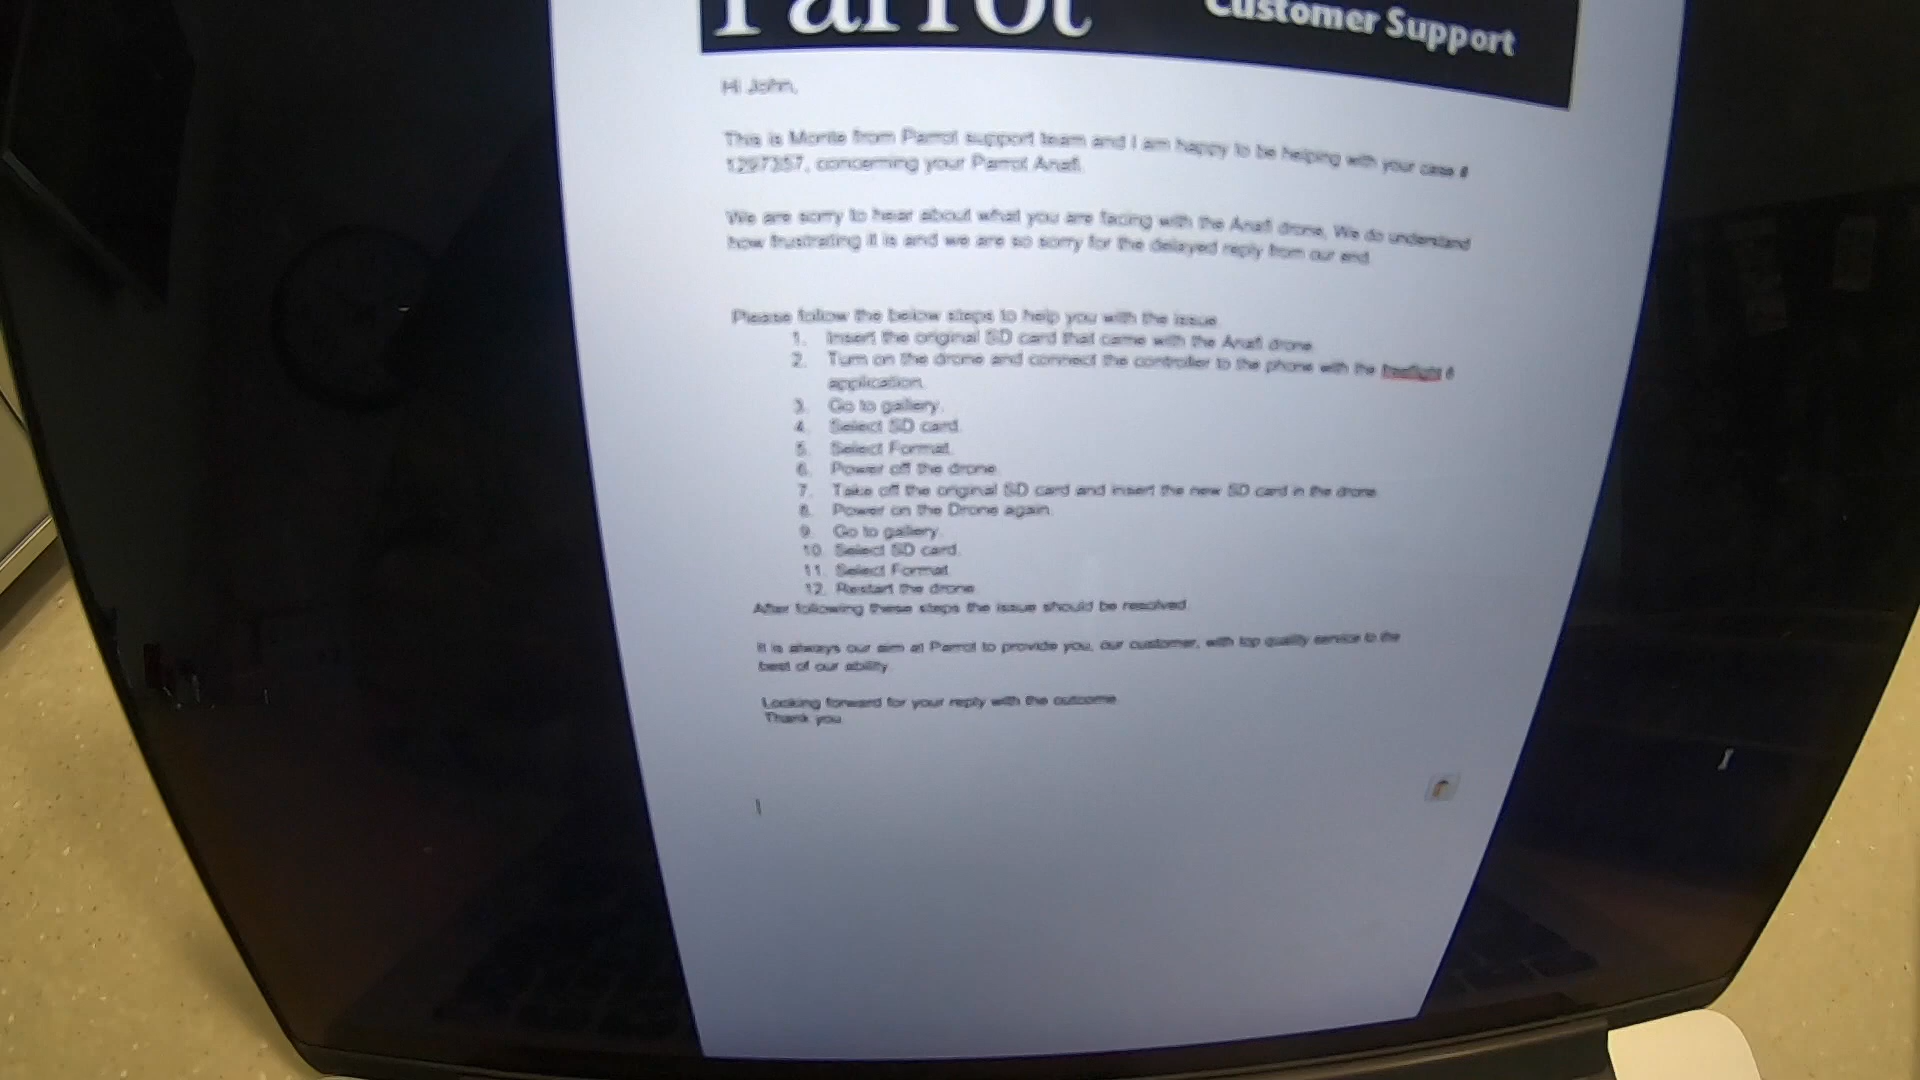 Parrot Customer Support
Hi John,
This is Monte from Parrot support team and I am happy to be helping with your case #
1297357, concerning your Parrot Anafi.
We are sorry to hear about what you are facing with the Anafi drone, We do understand
how frustrating it is and we are so sorry for the delayed reply from our end.
Please follow the below steps to help you with the issue.
1. Insert the original SD card that came with the Anafi drone.
2. Turn on the drone and connect the controller to the phone with the freeflight 6
application.
3. Go to gallery.
4. Select SD card.
5. Select Format.
6. Power off the drone.
7. Take off the original SD card and insert the new SD card in the drone.
8. Power on the Drone again.
9. Go to gallery.
10. Select SD card.
11. Select Format.
12. Restart the drone.
After following these steps the issue should be resolved.
It is always our aim at Parrot to provide you, our customer, with top quality service to the
best of our ability.
Looking forward for your reply with the outcome.
Thank you